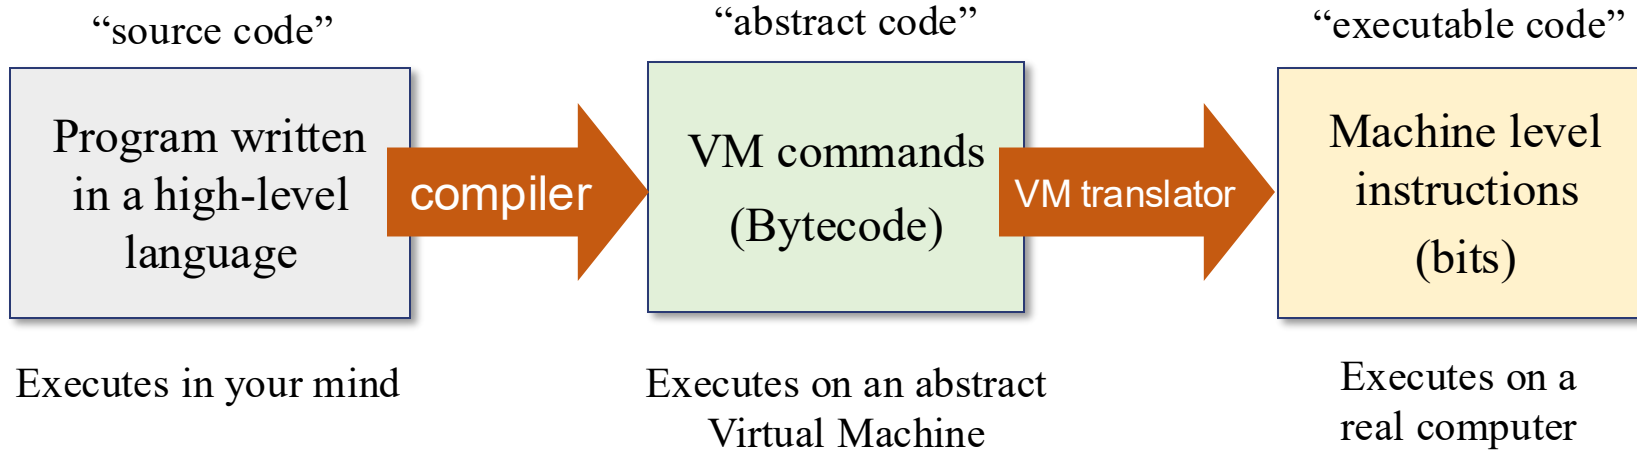 “source code”
Program written
in a high-level
language
Executes in your mind
compiler
“abstract code”
VM commands
(Bytecode)
Executes on an abstract
Virtual Machine
VM translator
“executable code”
Machine level
instructions
(bits)
Executes on a
real computer